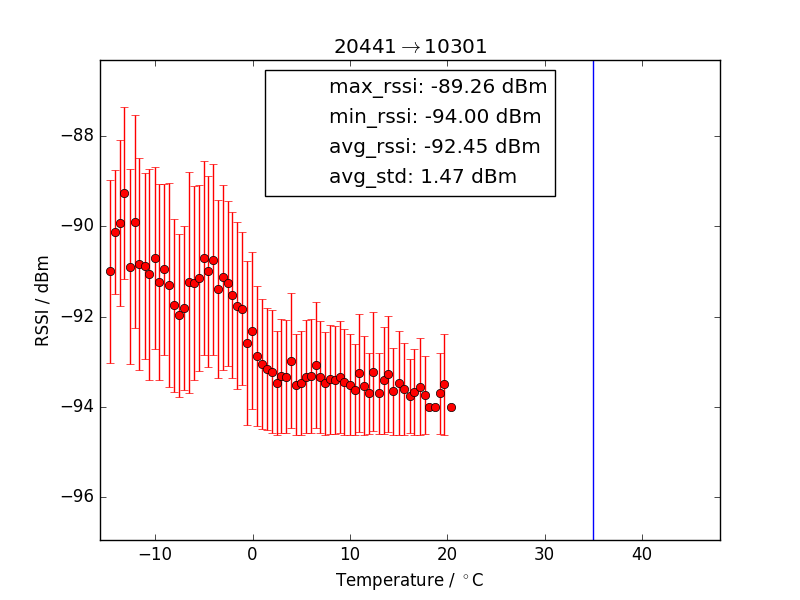 20441→10301
max_rssi: -89.26 dBm
min_rssi: -94.00 dBm
avg_rssi: -92.45 dBm
avg_std: 1.47 dBm
−88
−90
−92
−94
−96
RSSI / dBm
−10 0 10 20 30 40
Temperature / °C